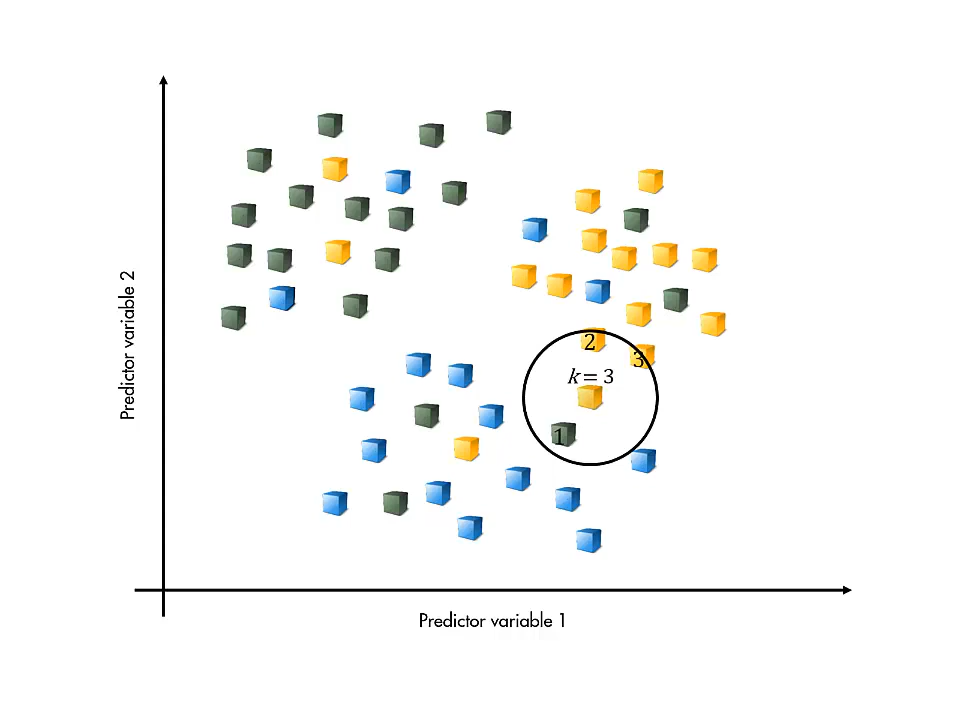 Predictor variable 2
2
3
k = 3
1
Predictor variable 1